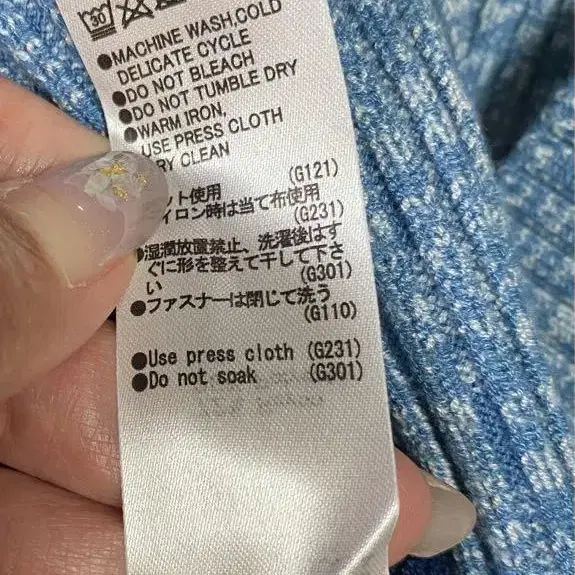 30
●MACHINE WASH,COLD
DELICATE CYCLE
●DO NOT BLEACH
●DO NOT TUMBLE DRY
●WARM IRON,
USE PRESS CLOTH
RY CLEAN
ット使用 (G121)
イロン時は当て布使用
(G231)
●湿潤放置禁止、洗濯後はす
ぐに形を整えて干して下さ
い (G301)
●ファスナーは閉じて洗う
(G110)
●Use press cloth (G231)
●Do not soak (G301)